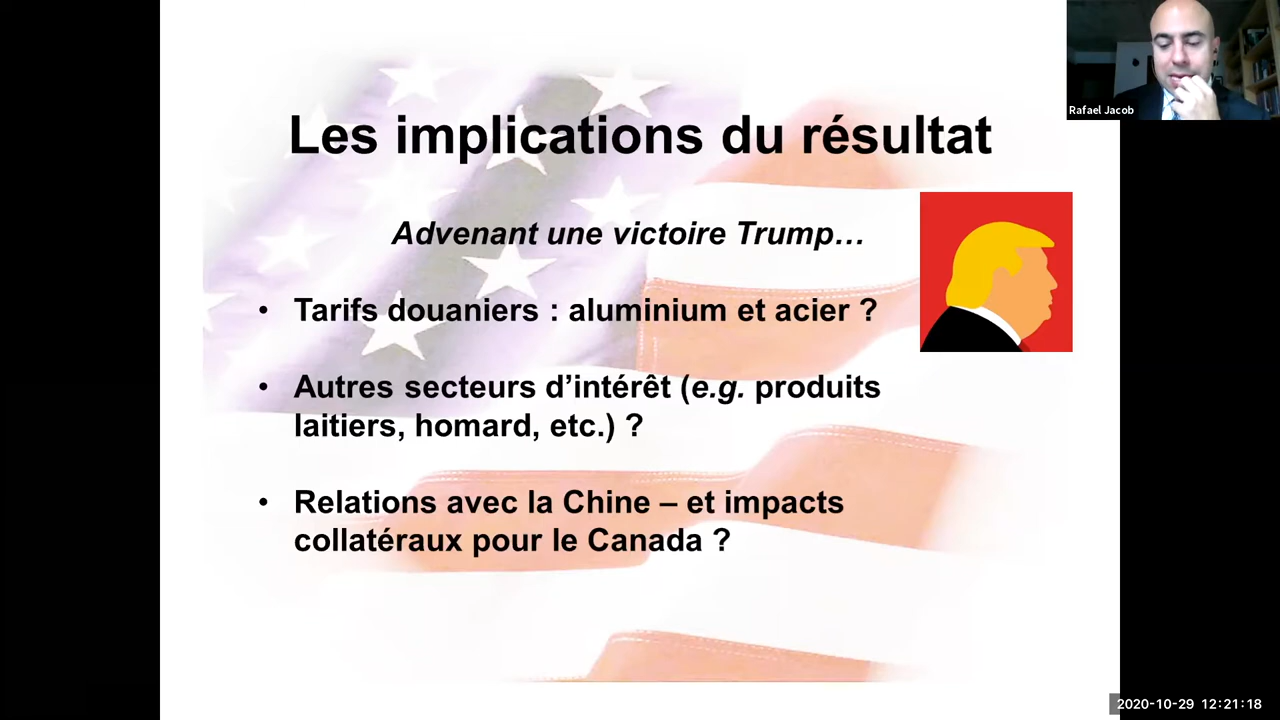 Rafael Jacob
Les implications du résultat
Advenant une victoire Trump…
• Tarifs douaniers : aluminium et acier ?
• Autres secteurs d’intérêt (e.g. produits
laitiers, homard, etc.) ?
• Relations avec la Chine – et impacts
collatéraux pour le Canada ?
2020-10-29 12:21:18